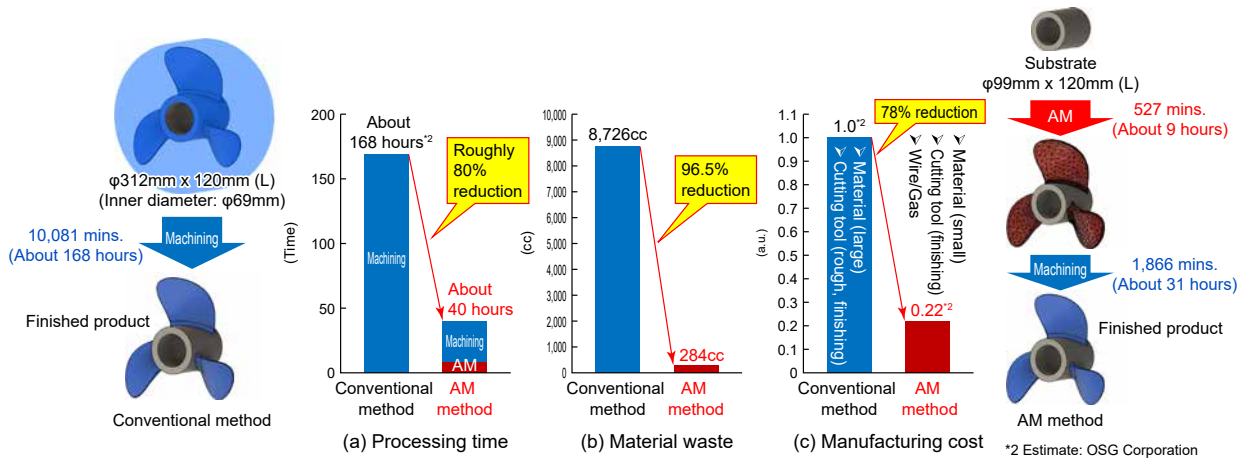 φ312mm x 120mm (L)
(Inner diameter: φ69mm)
10,081 mins.
(About 168 hours)
Machining
Finished product
Conventional method
200
150
100
50
0
(Time)
About
168 hours*2
Machining
Roughly
80%
reduction
About
40 hours
Machining
AM
Conventional
method
AM
method
(a) Processing time
10,000
9,000
8,000
7,000
6,000
5,000
4,000
3,000
2,000
1,000
0
(cc)
8,726cc
96.5%
reduction
284cc
Conventional
method
AM
method
(b) Material waste
1.1
1.0
0.9
0.8
0.7
0.6
0.5
0.4
0.3
0.2
0.1
0
(a.u.)
1.0*2
78% reduction
➢ Material (large)
➢ Cutting tool (rough, finishing)
➢ Material (small)
➢ Cutting tool (finishing)
➢ Wire/Gas
0.22*2
Conventional
method
AM
method
(c) Manufacturing cost
Substrate
φ99mm x 120mm (L)
AM
527 mins.
(About 9 hours)
Machining
1,866 mins.
(About 31 hours)
Finished product
AM method
*2 Estimate: OSG Corporation